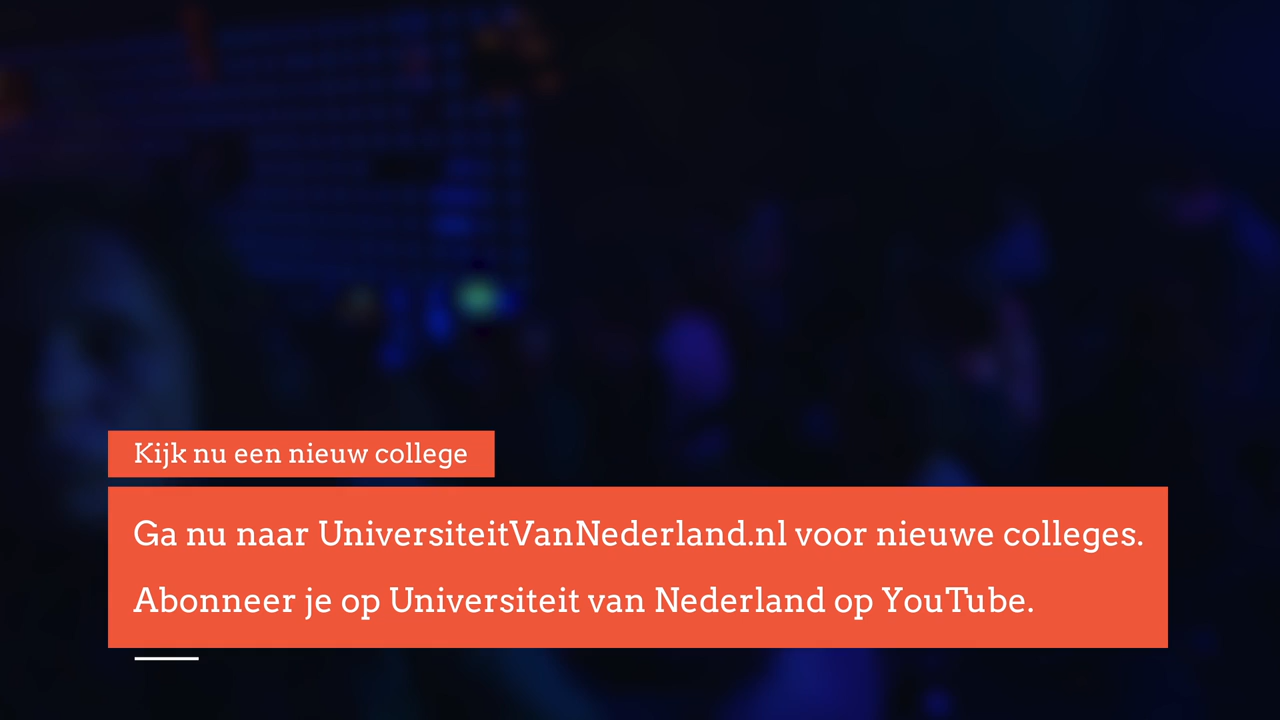 Kijk nu een nieuw college
Ga nu naar UniversiteitVanNederland.nl voor nieuwe colleges.
Abonneer je op Universiteit van Nederland op YouTube.